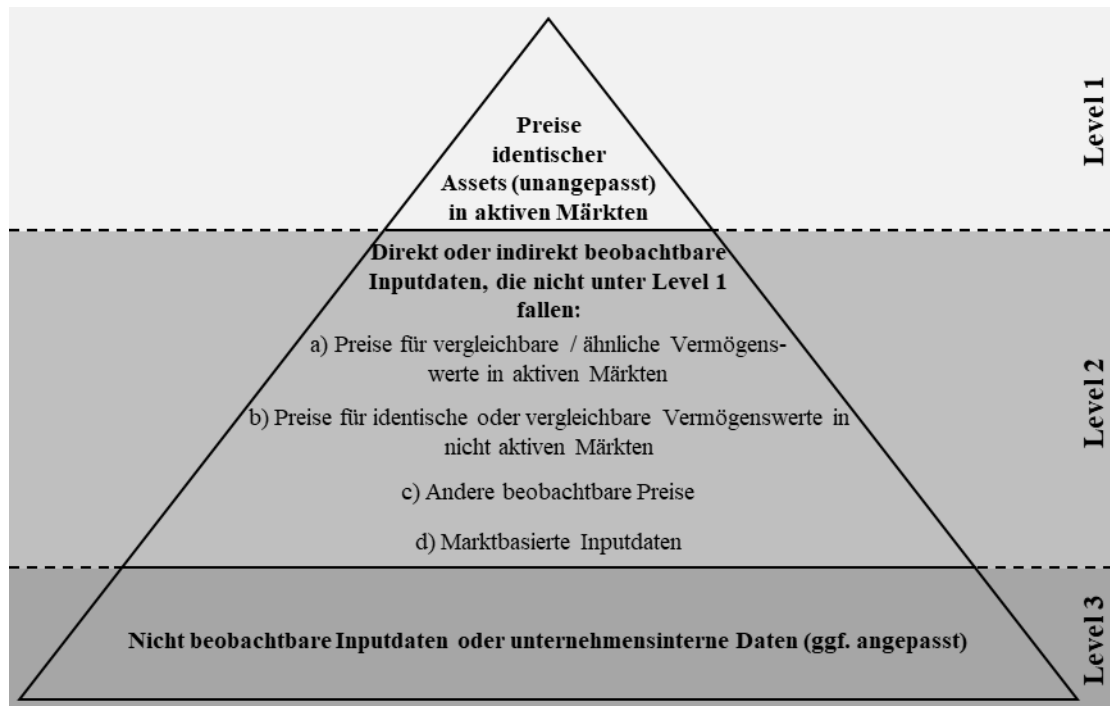 Preise
identischer
Assets (unangepasst)
in aktiven Märkten
Level 1
Direkt oder indirekt beobachtbare
Inputdaten, die nicht unter Level 1
fallen:
a) Preise für vergleichbare / ähnliche Vermögens-
werte in aktiven Märkten
b) Preise für identische oder vergleichbare Vermögenswerte in
nicht aktiven Märkten
c) Andere beobachtbare Preise
d) Marktbasierte Inputdaten
Level 2
Nicht beobachtbare Inputdaten oder unternehmensinterne Daten (ggf. angepasst)
Level 3